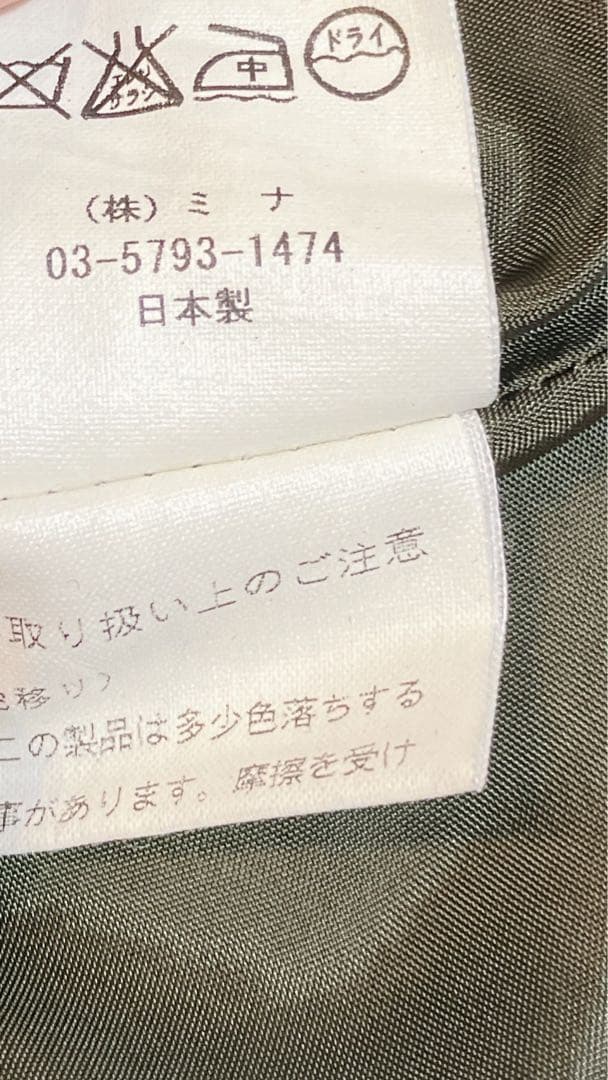 中 ドライ
(株)ミナ
03-5793-1474
日本製
取り扱い上のご注意
移り)
この製品は多少色落ちする
事があります。摩擦を受け